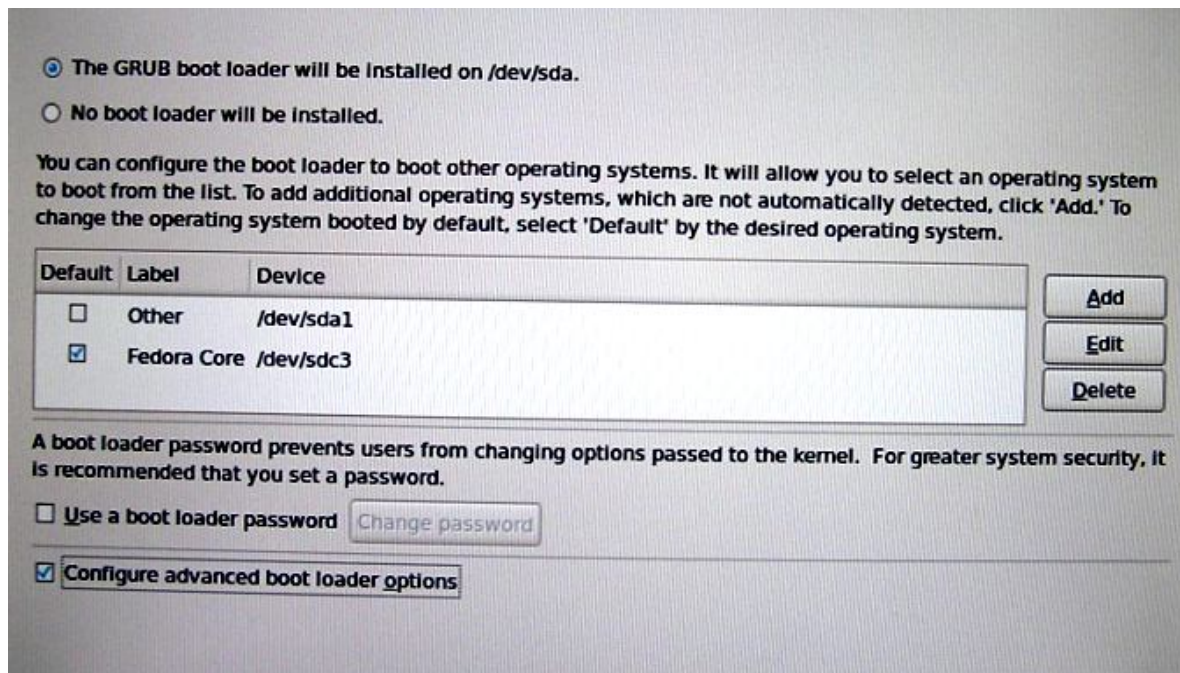 The GRUB boot loader will be installed on /dev/sda.
No boot loader will be installed.
You can configure the boot loader to boot other operating systems. It will allow you to select an operating system
to boot from the list. To add additional operating systems, which are not automatically detected, click 'Add.' To
change the operating system booted by default, select 'Default' by the desired operating system.
Default Label Device
Other /dev/sda1
Fedora Core /dev/sdc3
Add
Edit
Delete
A boot loader password prevents users from changing options passed to the kernel. For greater system security, it
is recommended that you set a password.
Use a boot loader password Change password
Configure advanced boot loader options